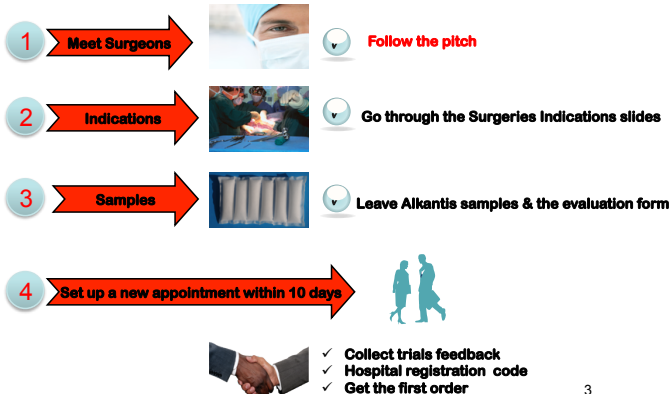 1 Meet Surgeons v Follow the pitch
2 Indications v Go through the Surgeries Indications slides
3 Samples v Leave Alkantis samples & the evaluation form
4 Set up a new appointment within 10 days
✓ Collect trials feedback
✓ Hospital registration code
✓ Get the first order
3